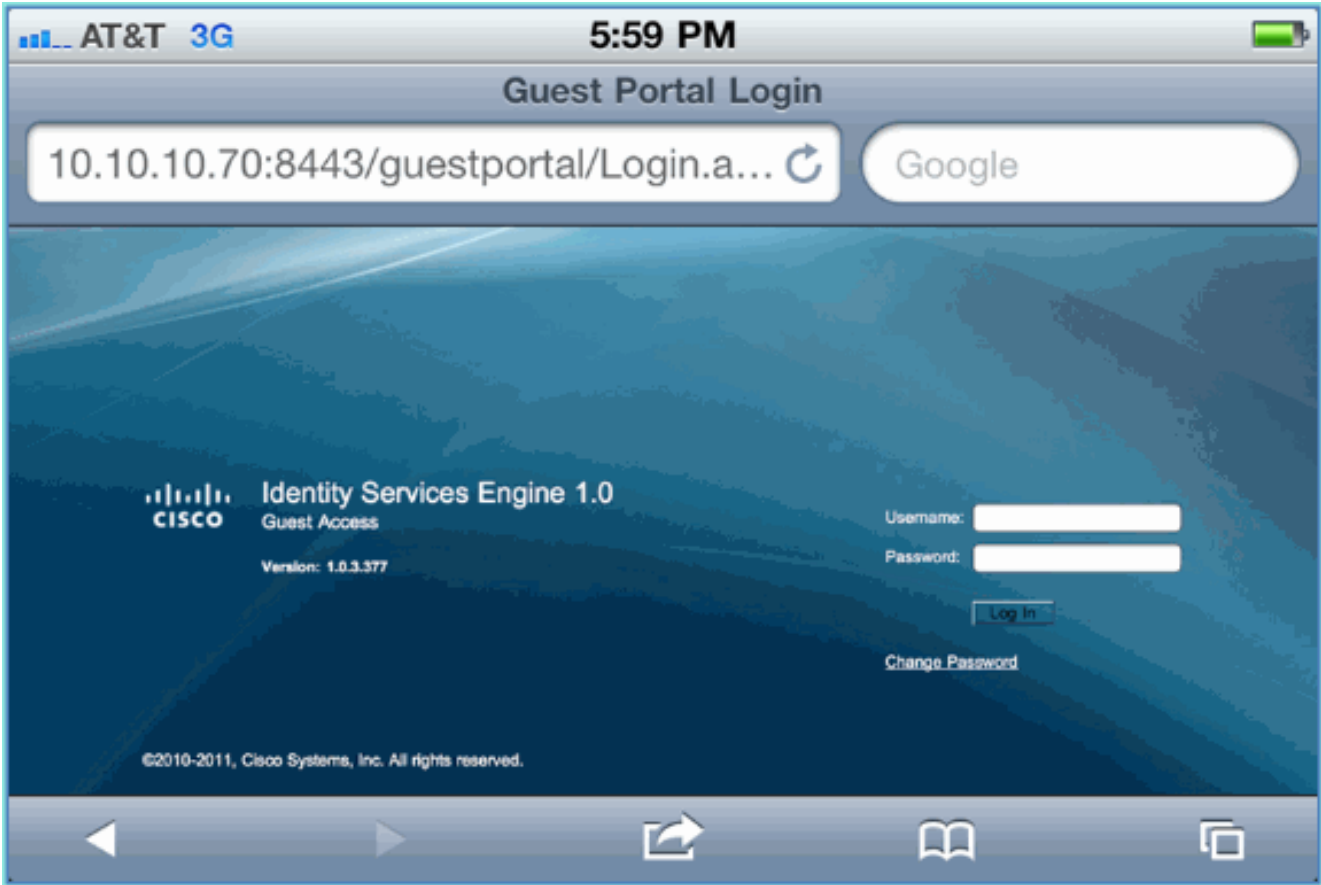 AT&T 3G 5:59 PM
Guest Portal Login
10.10.10.70:8443/guestportal/Login.a... Google
CISCO
Identity Services Engine 1.0
Guest Access
Version: 1.0.3.377
Username:
Password:
Log In
Change Password
©2010-2011, Cisco Systems, Inc. All rights reserved.